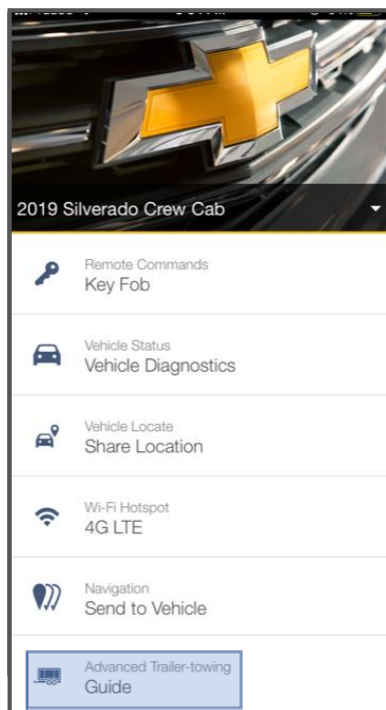 2019 Silverado Crew Cab
Remote Commands
Key Fob
Vehicle Status
Vehicle Diagnostics
Vehicle Locate
Share Location
Wi-Fi Hotspot
4G LTE
Navigation
Send to Vehicle
Advanced Trailer-towing
Guide